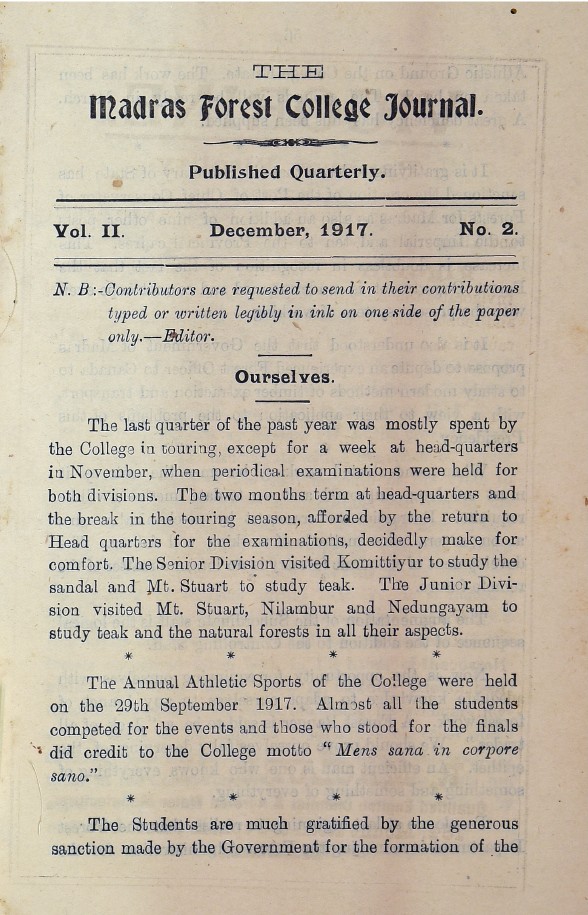 THE
Madras Forest College Journal.
Published Quarterly.
Vol. II. December, 1917. No. 2.
N. B :-Contributors are requested to send in their contributions
typed or written legibly in ink on one side of the paper
only.—Editor.
Ourselves.
The last quarter of the past year was mostly spent by
the College in touring, except for a week at head-quarters
in November, when periodical examinations were held for
both divisions. The two months term at head-quarters and
the break in the touring season, afforded by the return to
Head quarters for the examinations, decidedly make for
comfort. The Senior Division visited Komittiyur to study the
sandal and Mt. Stuart to study teak. The Junior Divi-
sion visited Mt. Stuart, Nilambur and Nedungayam to
study teak and the natural forests in all their aspects.
* * * *
The Annual Athletic Sports of the College were held
on the 29th September 1917. Almost all the students
competed for the events and those who stood for the finals
did credit to the College motto "Mens sana in corpore
sano."
* * * *
The Students are much gratified by the generous
sanction made by the Government for the formation of the